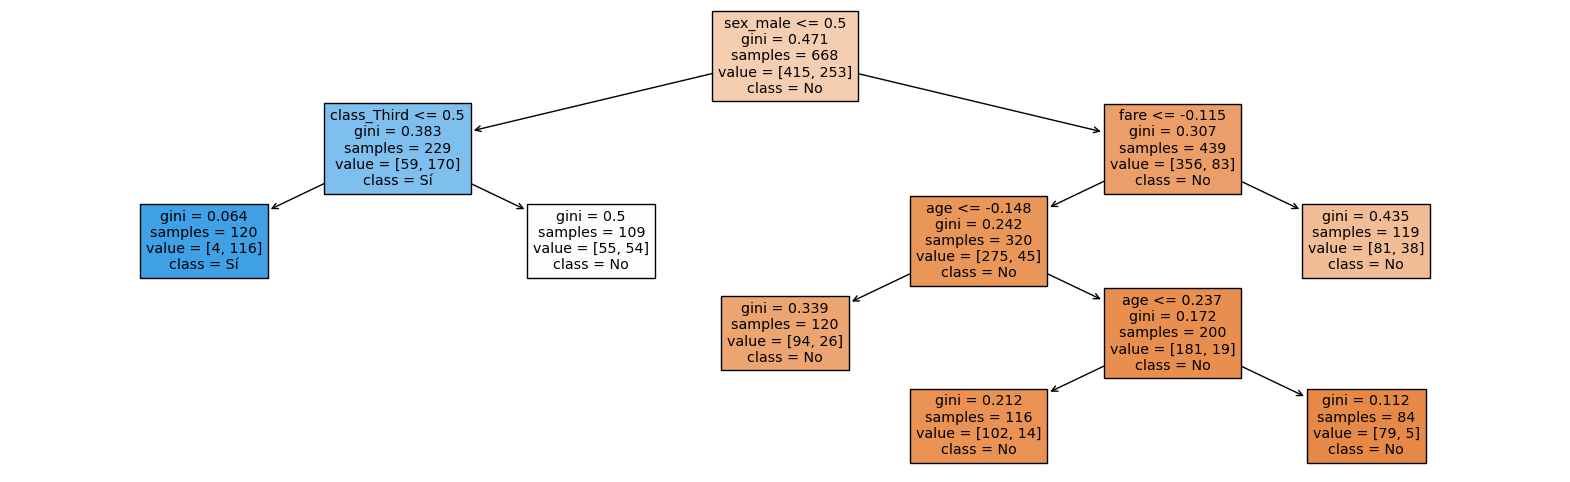 sex_male <= 0.5
gini = 0.471
samples = 668
value = [415, 253]
class = No
class_Third <= 0.5
gini = 0.383
samples = 229
value = [59, 170]
class = Sí
fare <= -0.115
gini = 0.307
samples = 439
value = [356, 83]
class = No
gini = 0.064
samples = 120
value = [4, 116]
class = Sí
gini = 0.5
samples = 109
value = [55, 54]
class = No
age <= -0.148
gini = 0.242
samples = 320
value = [275, 45]
class = No
gini = 0.435
samples = 119
value = [81, 38]
class = No
gini = 0.339
samples = 120
value = [94, 26]
class = No
age <= 0.237
gini = 0.172
samples = 200
value = [181, 19]
class = No
gini = 0.212
samples = 116
value = [102, 14]
class = No
gini = 0.112
samples = 84
value = [79, 5]
class = No